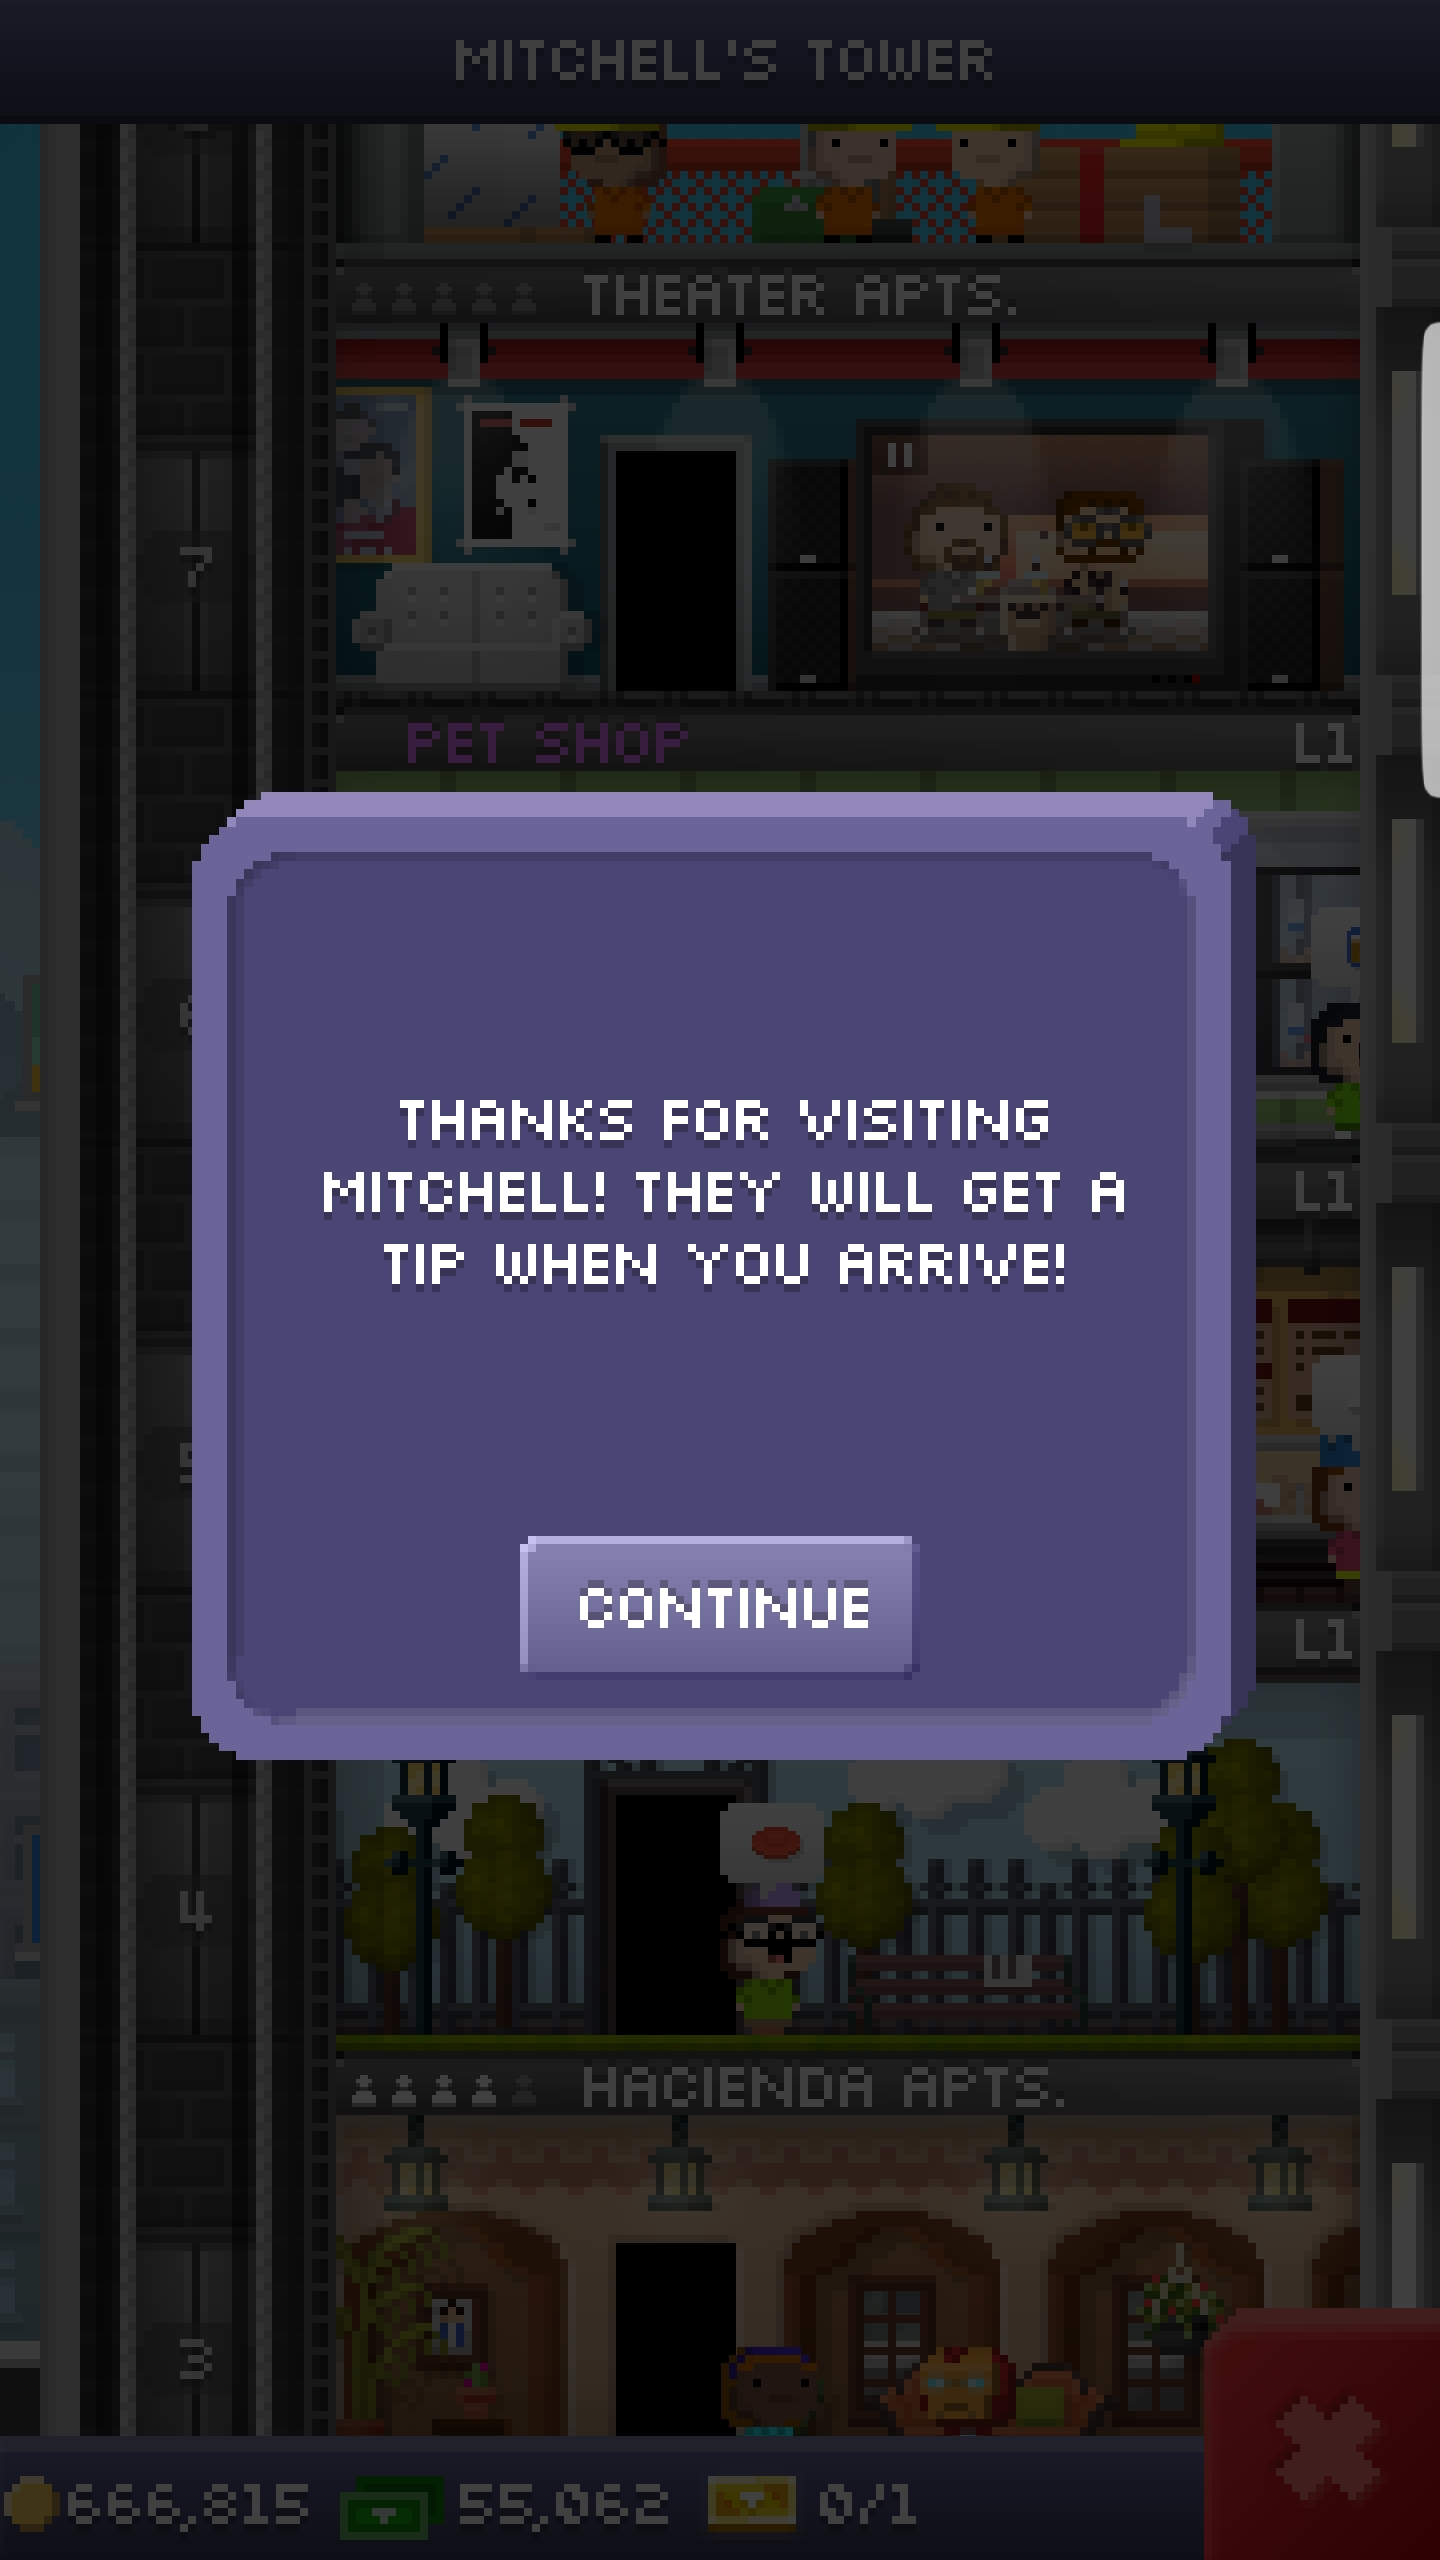 MITCHELL'S TOWER
THEATER APTS.
7
PET SHOP L1
THANKS FOR VISITING
MITCHELL! THEY WILL GET A
TIP WHEN YOU ARRIVE!
L1
CONTINUE
L1
4
HACIENDA APTS.
3
666,815 55,062 0/1